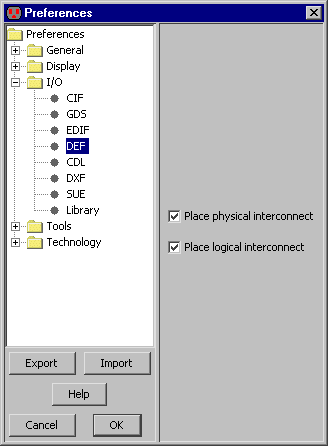 Preferences
Preferences
General
Display
I/O
CIF
GDS
EDIF
DEF
CDL
DXF
SUE
Library
Tools
Technology
Place physical interconnect
Place logical interconnect
Export Import
Help
Cancel OK